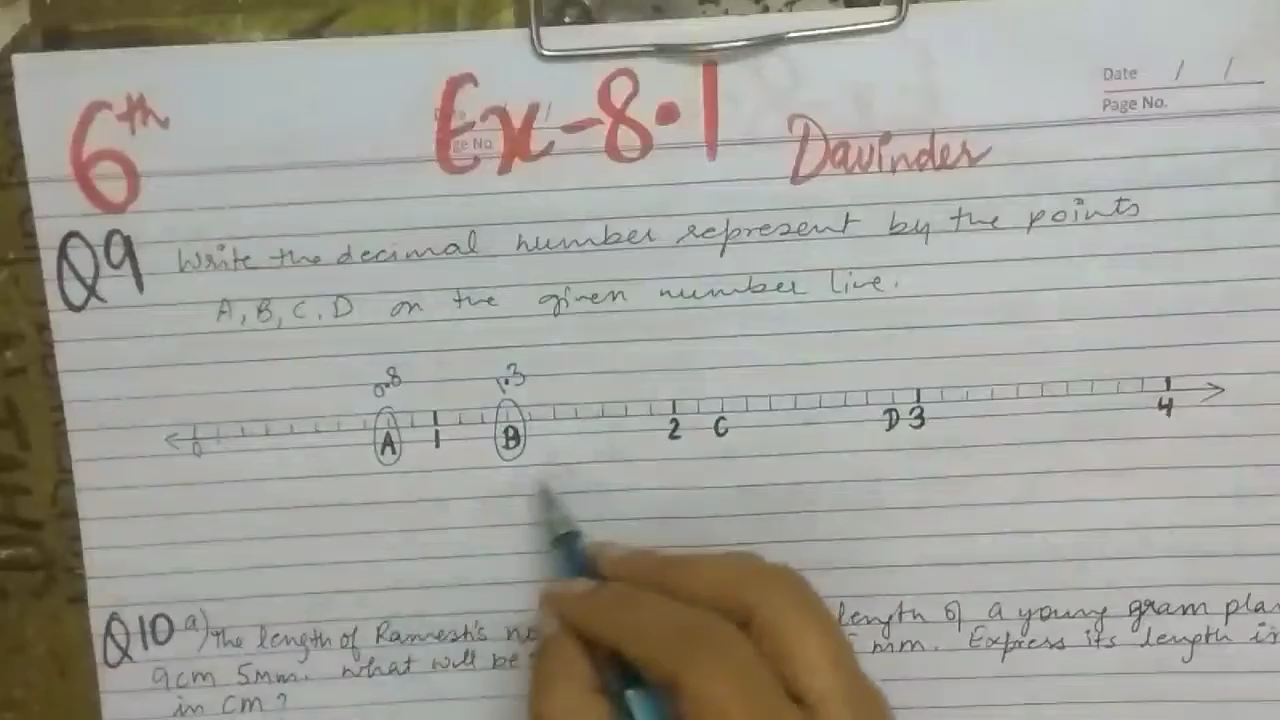 Date / /
Page No.
6th Ex-8.1 Davinder
Q9 Write the decimal number represent by the points
A, B, C, D on the given number line.
0.8 1.3
0 A 1 B 2 C D 3 4
Q10 a) The length of Ramesh's length of a young gram
9cm 5mm. what will be mm. Express its length in
in cm?